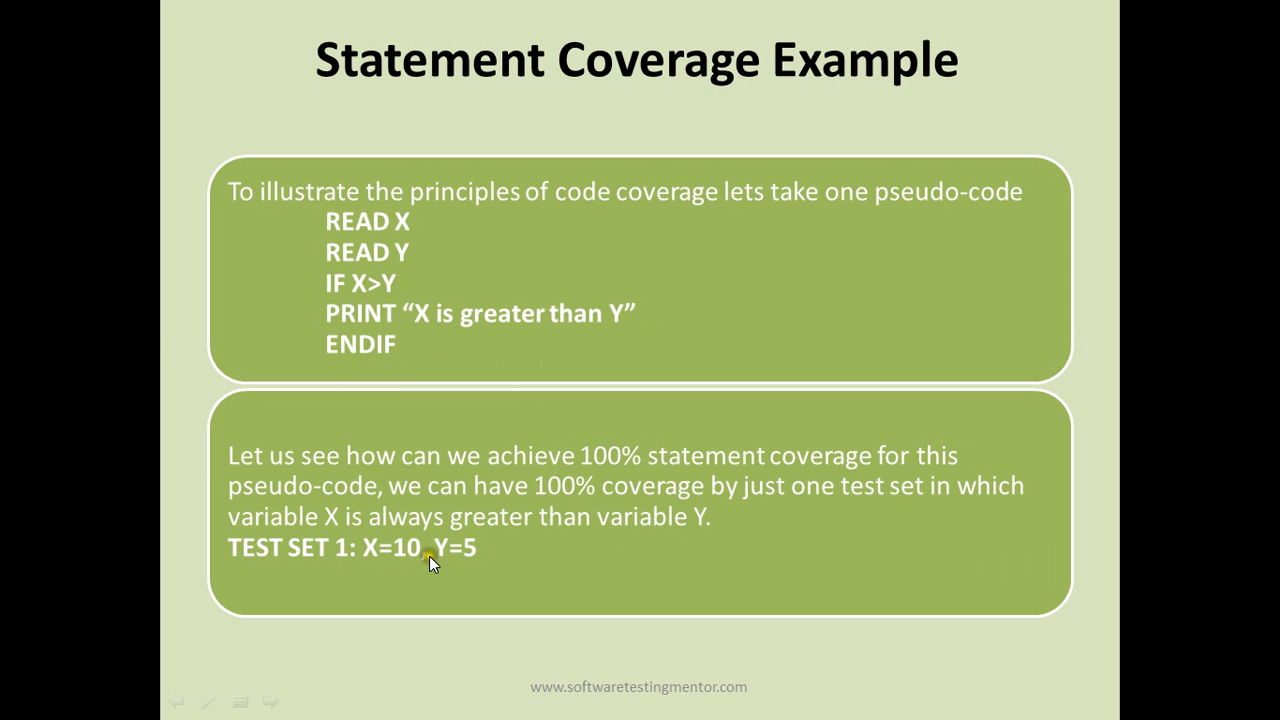 Statement Coverage Example
To illustrate the principles of code coverage lets take one pseudo-code
READ X
READ Y
IF X>Y
PRINT “X is greater than Y”
ENDIF
Let us see how can we achieve 100% statement coverage for this
pseudo-code, we can have 100% coverage by just one test set in which
variable X is always greater than variable Y.
TEST SET 1: X=10, Y=5
www.softwaretestingmentor.com